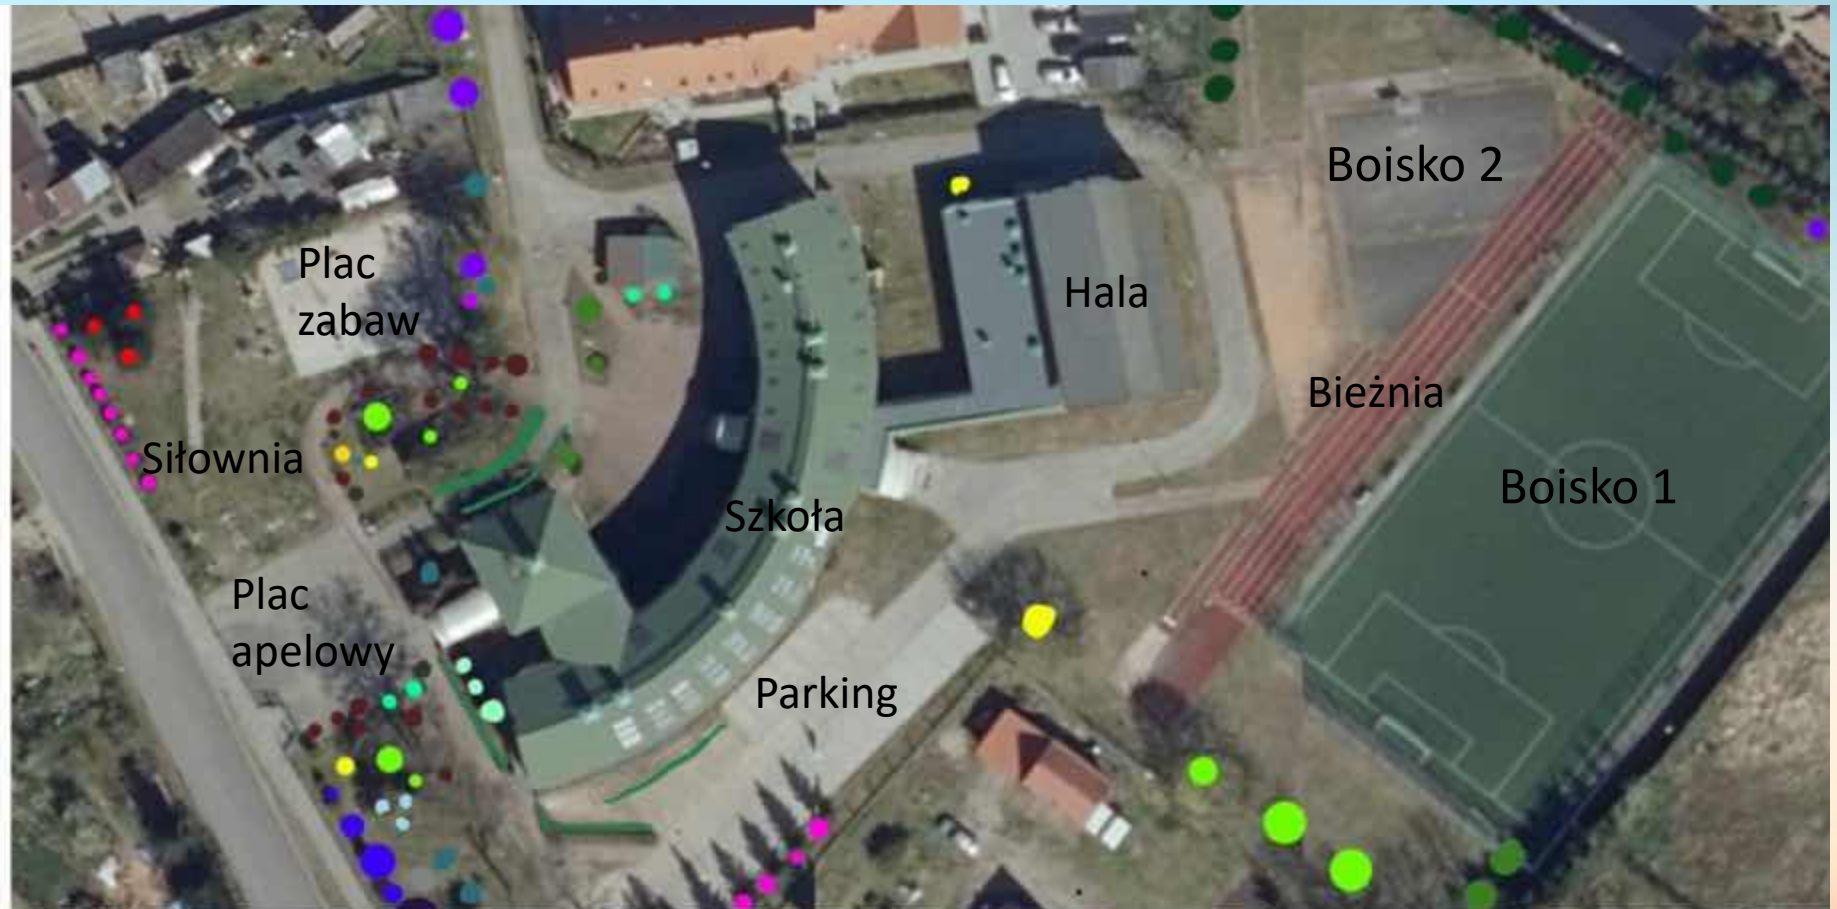 Boisko 2
Plac
zabaw
Hala
Bieżnia
Siłownia
Boisko 1
Szkoła
Plac
apelowy
Parking